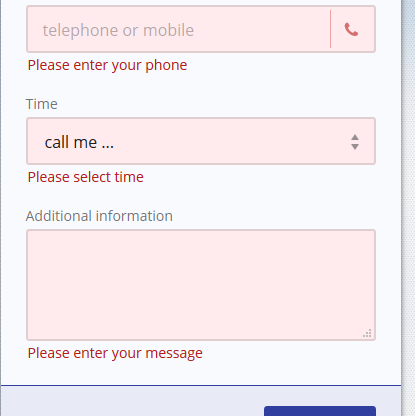 telephone or mobile
Please enter your phone
Time
call me ...
Please select time
Additional information
Please enter your message